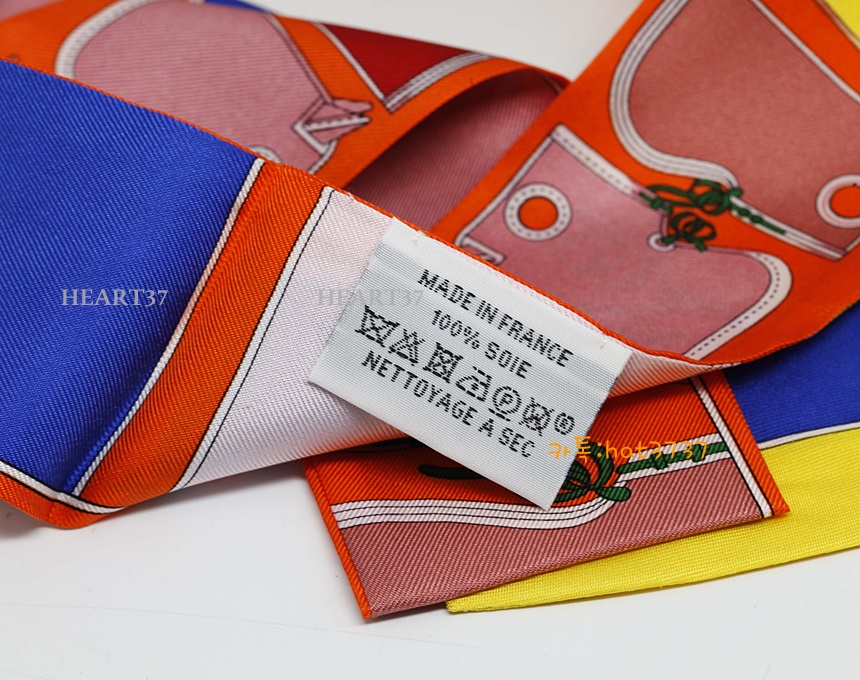 HEART37
HEART37
MADE IN FRANCE
100% SOIE
®
NETTOYAGE À SEC
카톡:hot3737